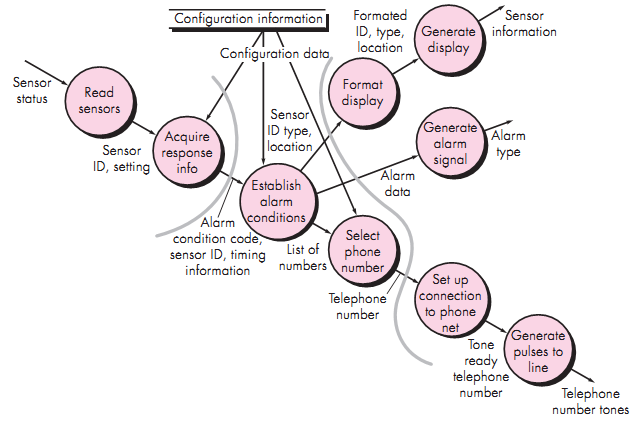 Configuration information
Configuration data
Formated
ID, type,
location
Generate
display
Sensor
information
Sensor
status
Read
sensors
Format
display
Sensor
ID type,
location
Generate
alarm
signal
Alarm
type
Sensor
ID, setting
Acquire
response
info
Establish
alarm
conditions
Alarm
data
Alarm
condition code,
sensor ID, timing
information
List of
numbers
Select
phone
number
Telephone
number
Set up
connection
to phone
net
Tone
ready
telephone
number
Generate
pulses to
line
Telephone
number tones